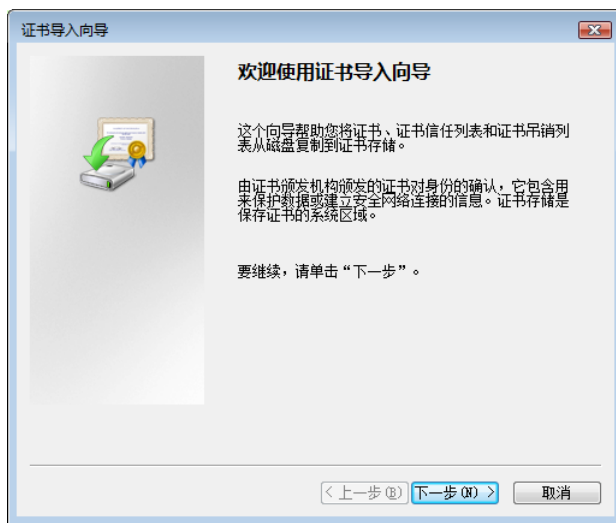 证书导入向导
欢迎使用证书导入向导
这个向导帮助您将证书、证书信任列表和证书吊销列
表从磁盘复制到证书存储。
由证书颁发机构颁发的证书对身份的确认，它包含用
来保护数据或建立安全网络连接的信息。证书存储是
保存证书的系统区域。
要继续，请单击“下一步”。
< 上一步(B) 下一步(N) > 取消